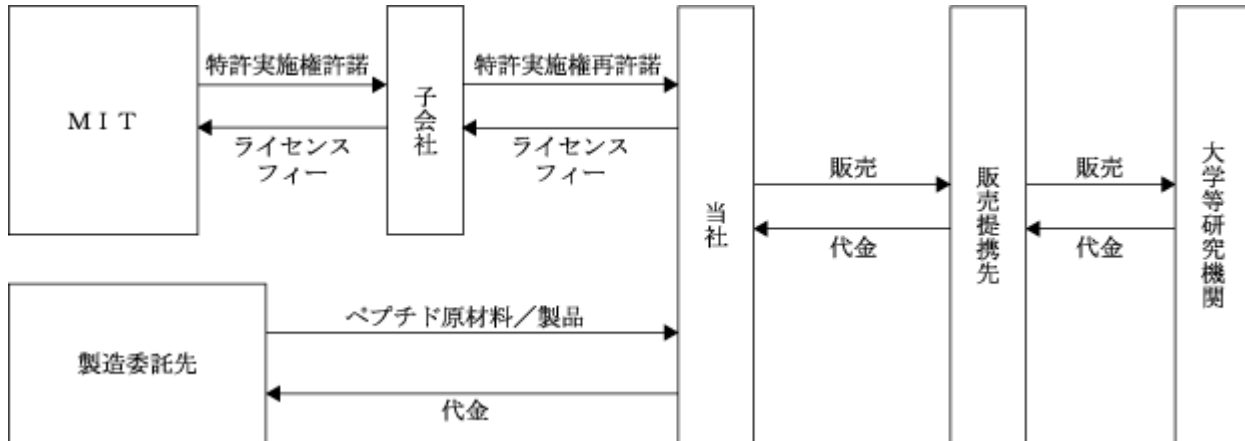 特許実施権許諾
特許実施権再許諾
ＭＩＴ
子会社
ライセンス
フィー
ライセンス
フィー
当社
販売
代金
販売提携先
販売
代金
大学等研究機関
ペプチド原材料／製品
製造委託先
代金